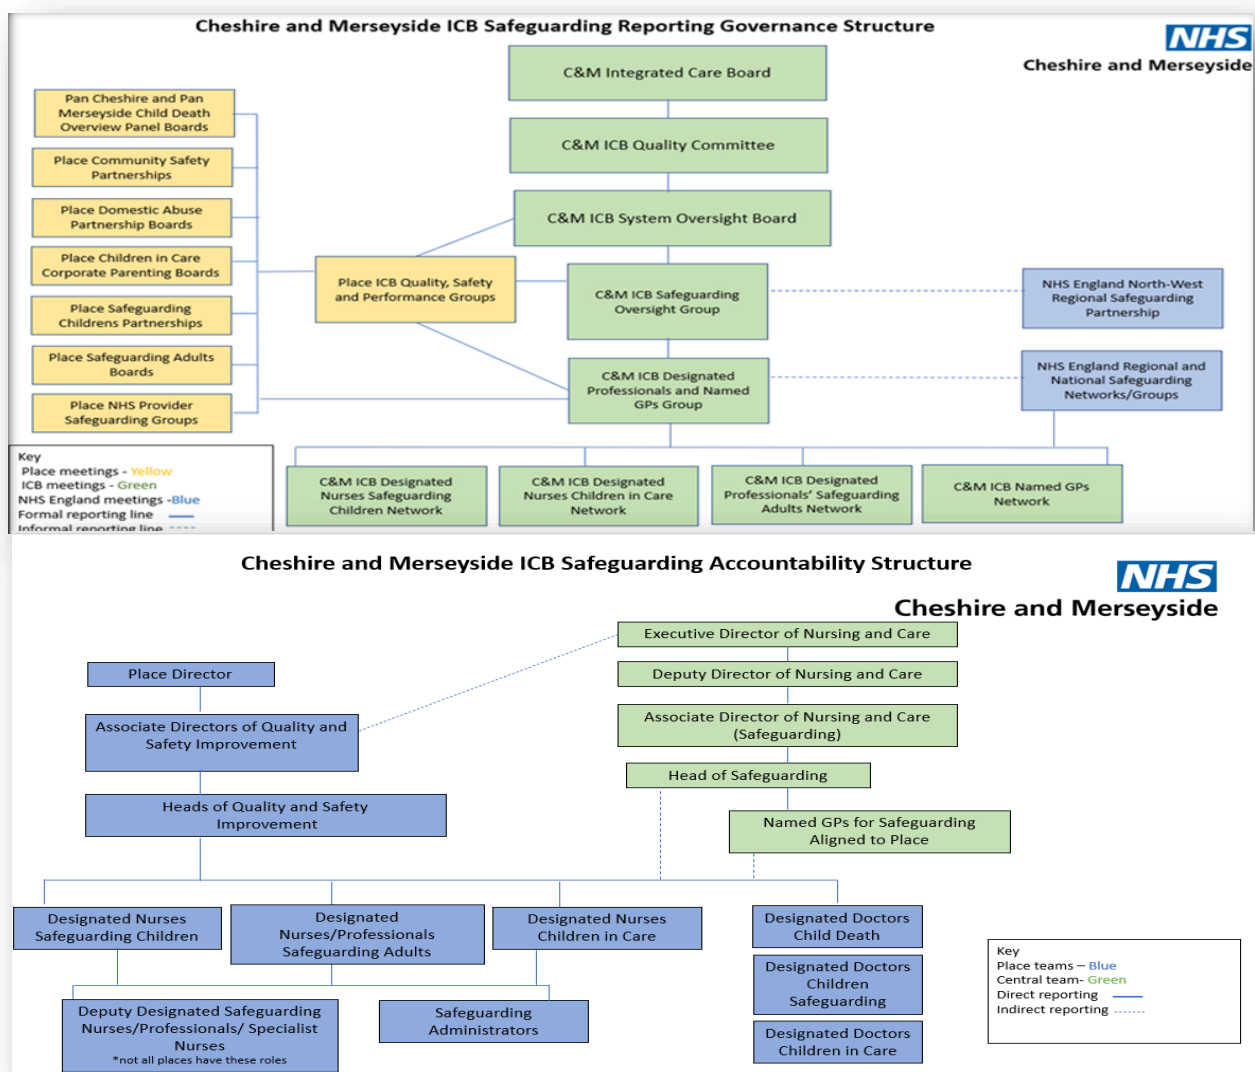 Cheshire and Merseyside ICB Safeguarding Reporting Governance Structure
NHS
Cheshire and Merseyside
C&M Integrated Care Board
C&M ICB Quality Committee
C&M ICB System Oversight Board
Pan Cheshire and Pan
Merseyside Child Death
Overview Panel Boards
Place Community Safety
Partnerships
Place Domestic Abuse
Partnership Boards
Place Children in Care
Corporate Parenting Boards
Place Safeguarding
Childrens Partnerships
Place Safeguarding Adults
Boards
Place NHS Provider
Safeguarding Groups
Place ICB Quality, Safety
and Performance Groups
C&M ICB Safeguarding
Oversight Group
C&M ICB Designated
Professionals and Named
GPs Group
NHS England North-West
Regional Safeguarding
Partnership
NHS England Regional and
National Safeguarding
Networks/Groups
Key
Place meetings - Yellow
ICB meetings - Green
NHS England meetings -Blue
Formal reporting line
Informal reporting line
C&M ICB Designated
Nurses Safeguarding
Children Network
C&M ICB Designated
Nurses Children in Care
Network
C&M ICB Designated
Professionals' Safeguarding
Adults Network
C&M ICB Named GPs
Network
Cheshire and Merseyside ICB Safeguarding Accountability Structure
NHS
Cheshire and Merseyside
Executive Director of Nursing and Care
Deputy Director of Nursing and Care
Associate Director of Nursing and Care
(Safeguarding)
Head of Safeguarding
Named GPs for Safeguarding
Aligned to Place
Place Director
Associate Directors of Quality and
Safety Improvement
Heads of Quality and Safety
Improvement
Designated Nurses
Safeguarding Children
Designated
Nurses/Professionals
Safeguarding Adults
Designated Nurses
Children in Care
Designated Doctors
Child Death
Designated Doctors
Children
Safeguarding
Designated Doctors
Children in Care
Deputy Designated Safeguarding
Nurses/Professionals/ Specialist
Nurses
*not all places have these roles
Safeguarding
Administrators
Key
Place teams – Blue
Central team- Green
Direct reporting
Indirect reporting